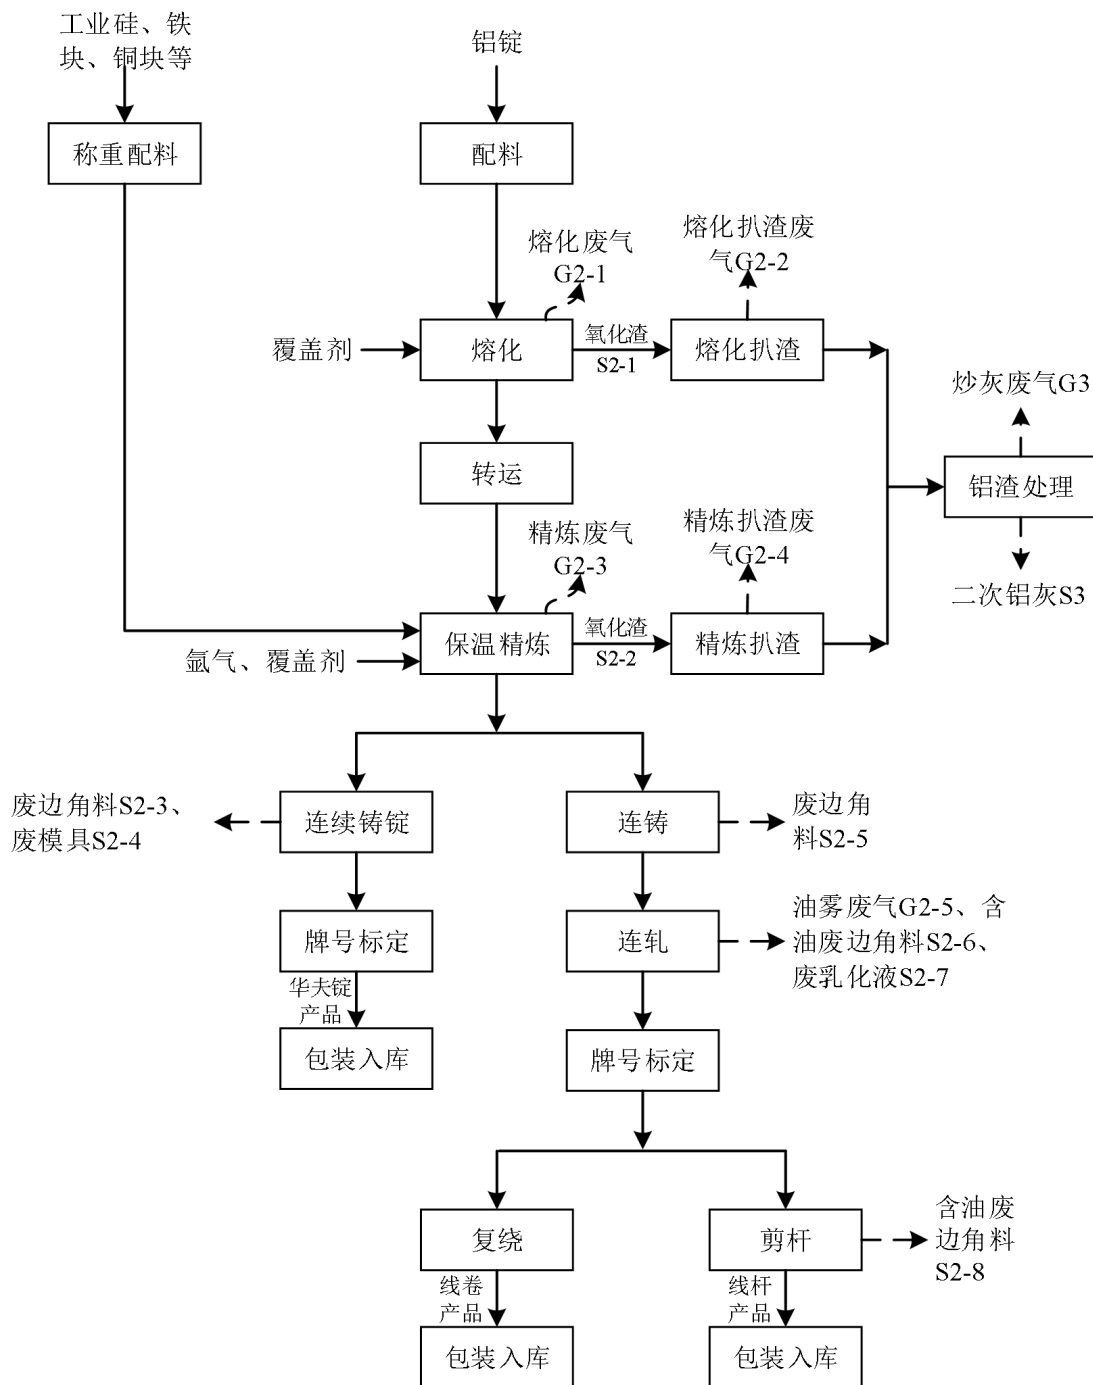 工业硅、铁
块、铜块等
铝锭
称重配料
配料
熔化废气
G2-1
熔化扒渣废
气G2-2
覆盖剂
熔化
氧化渣
S2-1
熔化扒渣
炒灰废气G3
转运
铝渣处理
精炼废气
G2-3
精炼扒渣废
气G2-4
二次铝灰S3
保温精炼
氧化渣
S2-2
精炼扒渣
氩气、覆盖剂
废边角料S2-3、
废模具S2-4
连续铸锭
连铸
废边角
料S2-5
牌号标定
连轧
油雾废气G2-5、含
油废边角料S2-6、
废乳化液S2-7
华夫锭
产品
包装入库
牌号标定
复绕
剪杆
含油废
边角料
S2-8
线卷
产品
线杆
产品
包装入库
包装入库